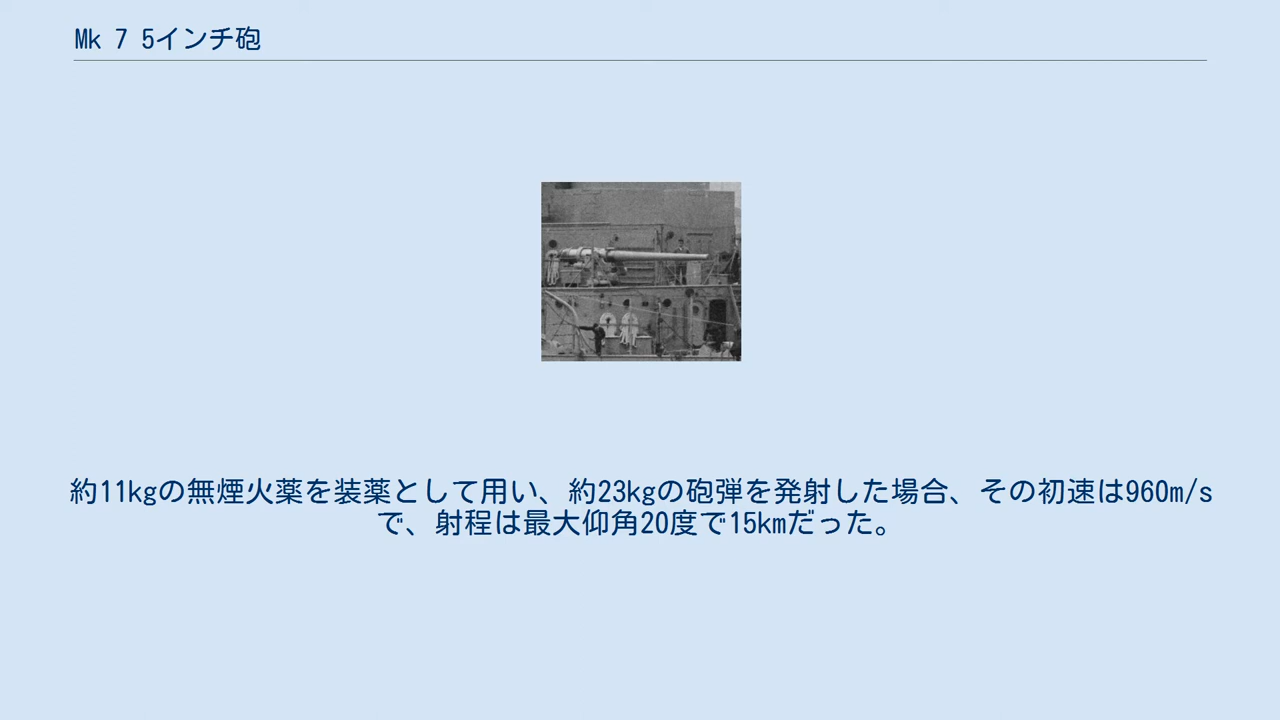 Mk 7 5インチ砲
約11kgの無煙火薬を装薬として用い、約23kgの砲弾を発射した場合、その初速は960m/s
で、射程は最大仰角20度で15kmだった。